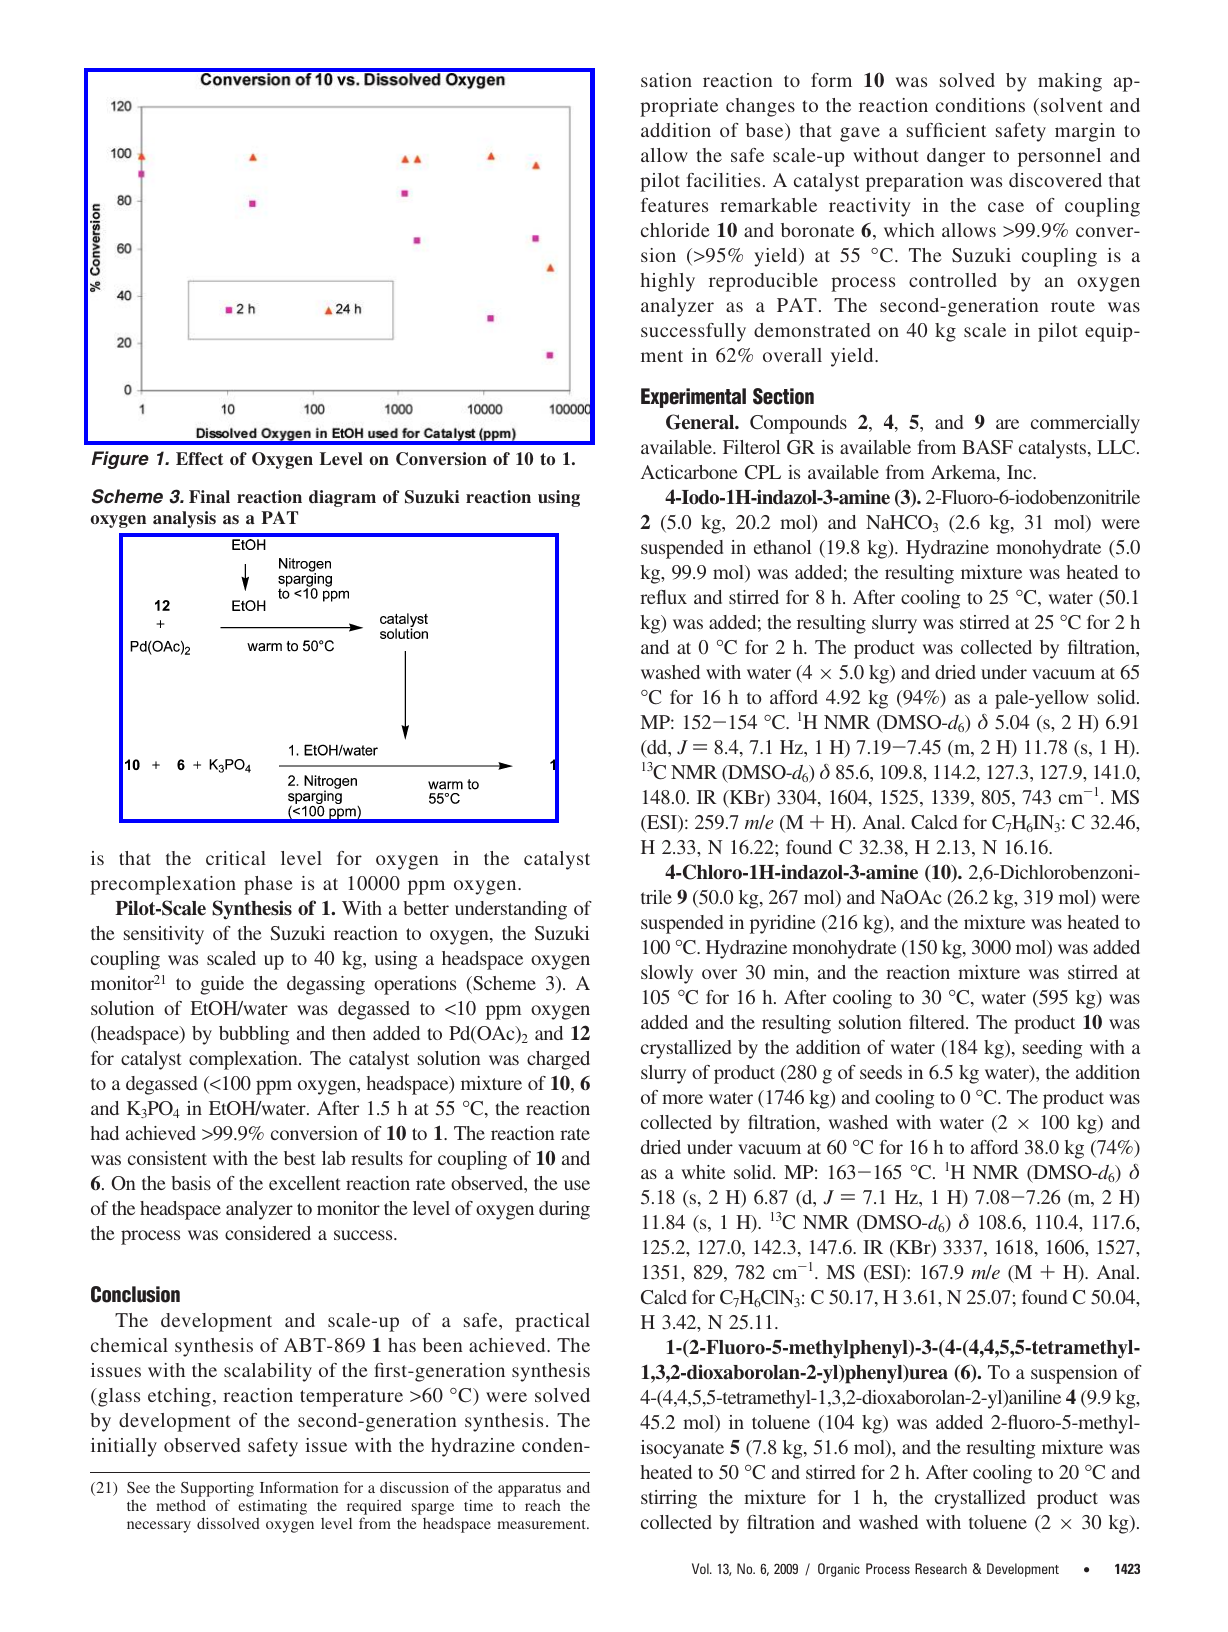 Conversion of 10 vs. Dissolved Oxygen
120
100
80
60
40
20
0
% Conversion
2 h
24 h
1
10
100
1000
10000
100000
Dissolved Oxygen in EtOH used for Catalyst (ppm)
Figure 1. Effect of Oxygen Level on Conversion of 10 to 1.
Scheme 3. Final reaction diagram of Suzuki reaction using
oxygen analysis as a PAT
EtOH
Nitrogen
sparging
to <10 ppm
12
+
Pd(OAc)₂
EtOH
warm to 50°C
catalyst
solution
10 + 6 + K₃PO₄
1. EtOH/water
2. Nitrogen
sparging
(<100 ppm)
warm to
55°C
1
is that the critical level for oxygen in the catalyst
precomplexation phase is at 10000 ppm oxygen.
Pilot-Scale Synthesis of 1. With a better understanding of
the sensitivity of the Suzuki reaction to oxygen, the Suzuki
coupling was scaled up to 40 kg, using a headspace oxygen
monitor²¹ to guide the degassing operations (Scheme 3). A
solution of EtOH/water was degassed to <10 ppm oxygen
(headspace) by bubbling and then added to Pd(OAc)₂ and 12
for catalyst complexation. The catalyst solution was charged
to a degassed (<100 ppm oxygen, headspace) mixture of 10, 6
and K₃PO₄ in EtOH/water. After 1.5 h at 55 °C, the reaction
had achieved >99.9% conversion of 10 to 1. The reaction rate
was consistent with the best lab results for coupling of 10 and
6. On the basis of the excellent reaction rate observed, the use
of the headspace analyzer to monitor the level of oxygen during
the process was considered a success.
Conclusion
The development and scale-up of a safe, practical
chemical synthesis of ABT-869 1 has been achieved. The
issues with the scalability of the first-generation synthesis
(glass etching, reaction temperature >60 °C) were solved
by development of the second-generation synthesis. The
initially observed safety issue with the hydrazine conden-
(21) See the Supporting Information for a discussion of the apparatus and
the method of estimating the required sparge time to reach the
necessary dissolved oxygen level from the headspace measurement.
sation reaction to form 10 was solved by making ap-
propriate changes to the reaction conditions (solvent and
addition of base) that gave a sufficient safety margin to
allow the safe scale-up without danger to personnel and
pilot facilities. A catalyst preparation was discovered that
features remarkable reactivity in the case of coupling
chloride 10 and boronate 6, which allows >99.9% conver-
sion (>95% yield) at 55 °C. The Suzuki coupling is a
highly reproducible process controlled by an oxygen
analyzer as a PAT. The second-generation route was
successfully demonstrated on 40 kg scale in pilot equip-
ment in 62% overall yield.
Experimental Section
General. Compounds 2, 4, 5, and 9 are commercially
available. Filterol GR is available from BASF catalysts, LLC.
Acticarbone CPL is available from Arkema, Inc.
4-Iodo-1H-indazol-3-amine (3). 2-Fluoro-6-iodobenzonitrile
2 (5.0 kg, 20.2 mol) and NaHCO₃ (2.6 kg, 31 mol) were
suspended in ethanol (19.8 kg). Hydrazine monohydrate (5.0
kg, 99.9 mol) was added; the resulting mixture was heated to
reflux and stirred for 8 h. After cooling to 25 °C, water (50.1
kg) was added; the resulting slurry was stirred at 25 °C for 2 h
and at 0 °C for 2 h. The product was collected by filtration,
washed with water (4 × 5.0 kg) and dried under vacuum at 65
°C for 16 h to afford 4.92 kg (94%) as a pale-yellow solid.
MP: 152−154 °C. ¹H NMR (DMSO-d₆) δ 5.04 (s, 2 H) 6.91
(dd, J = 8.4, 7.1 Hz, 1 H) 7.19−7.45 (m, 2 H) 11.78 (s, 1 H).
¹³C NMR (DMSO-d₆) δ 85.6, 109.8, 114.2, 127.3, 127.9, 141.0,
148.0. IR (KBr) 3304, 1604, 1525, 1339, 805, 743 cm⁻¹. MS
(ESI): 259.7 m/e (M + H). Anal. Calcd for C₇H₆IN₃: C 32.46,
H 2.33, N 16.22; found C 32.38, H 2.13, N 16.16.
4-Chloro-1H-indazol-3-amine (10). 2,6-Dichlorobenzoni-
trile 9 (50.0 kg, 267 mol) and NaOAc (26.2 kg, 319 mol) were
suspended in pyridine (216 kg), and the mixture was heated to
100 °C. Hydrazine monohydrate (150 kg, 3000 mol) was added
slowly over 30 min, and the reaction mixture was stirred at
105 °C for 16 h. After cooling to 30 °C, water (595 kg) was
added and the resulting solution filtered. The product 10 was
crystallized by the addition of water (184 kg), seeding with a
slurry of product (280 g of seeds in 6.5 kg water), the addition
of more water (1746 kg) and cooling to 0 °C. The product was
collected by filtration, washed with water (2 × 100 kg) and
dried under vacuum at 60 °C for 16 h to afford 38.0 kg (74%)
as a white solid. MP: 163−165 °C. ¹H NMR (DMSO-d₆) δ
5.18 (s, 2 H) 6.87 (d, J = 7.1 Hz, 1 H) 7.08−7.26 (m, 2 H)
11.84 (s, 1 H). ¹³C NMR (DMSO-d₆) δ 108.6, 110.4, 117.6,
125.2, 127.0, 142.3, 147.6. IR (KBr) 3337, 1618, 1606, 1527,
1351, 829, 782 cm⁻¹. MS (ESI): 167.9 m/e (M + H). Anal.
Calcd for C₇H₆ClN₃: C 50.17, H 3.61, N 25.07; found C 50.04,
H 3.42, N 25.11.
1-(2-Fluoro-5-methylphenyl)-3-(4-(4,4,5,5-tetramethyl-
1,3,2-dioxaborolan-2-yl)phenyl)urea (6). To a suspension of
4-(4,4,5,5-tetramethyl-1,3,2-dioxaborolan-2-yl)aniline 4 (9.9 kg,
45.2 mol) in toluene (104 kg) was added 2-fluoro-5-methyl-
isocyanate 5 (7.8 kg, 51.6 mol), and the resulting mixture was
heated to 50 °C and stirred for 2 h. After cooling to 20 °C and
stirring the mixture for 1 h, the crystallized product was
collected by filtration and washed with toluene (2 × 30 kg).
Vol. 13, No. 6, 2009 / Organic Process Research & Development • 1423